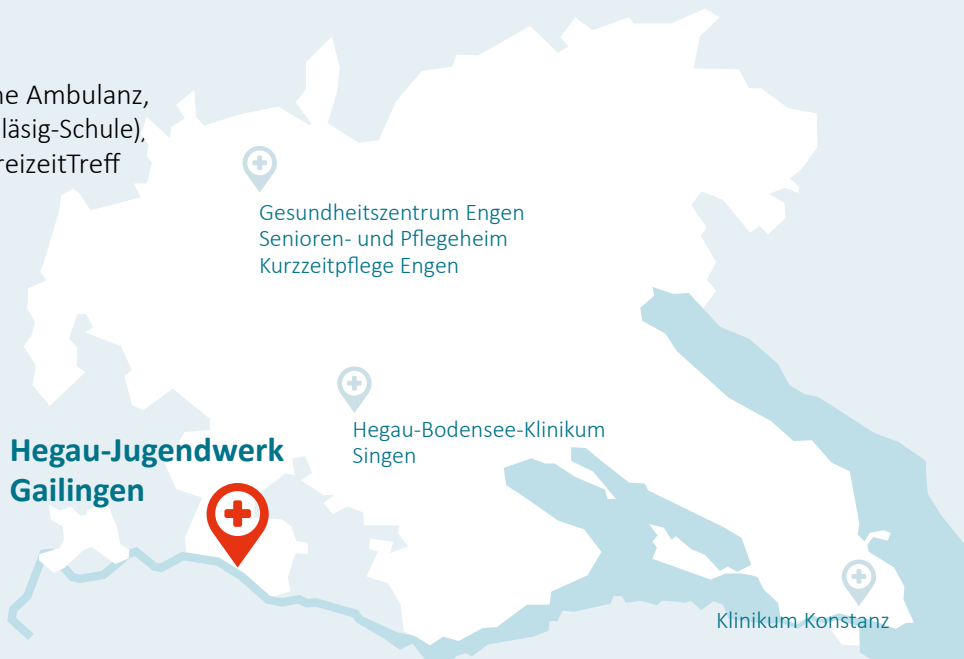 ne Ambulanz,
läsig-Schule),
reizeitTreff
Gesundheitszentrum Engen
Senioren- und Pflegeheim
Kurzzeitpflege Engen
Hegau-Bodensee-Klinikum
Singen
Hegau-Jugendwerk
Gailingen
Klinikum Konstanz